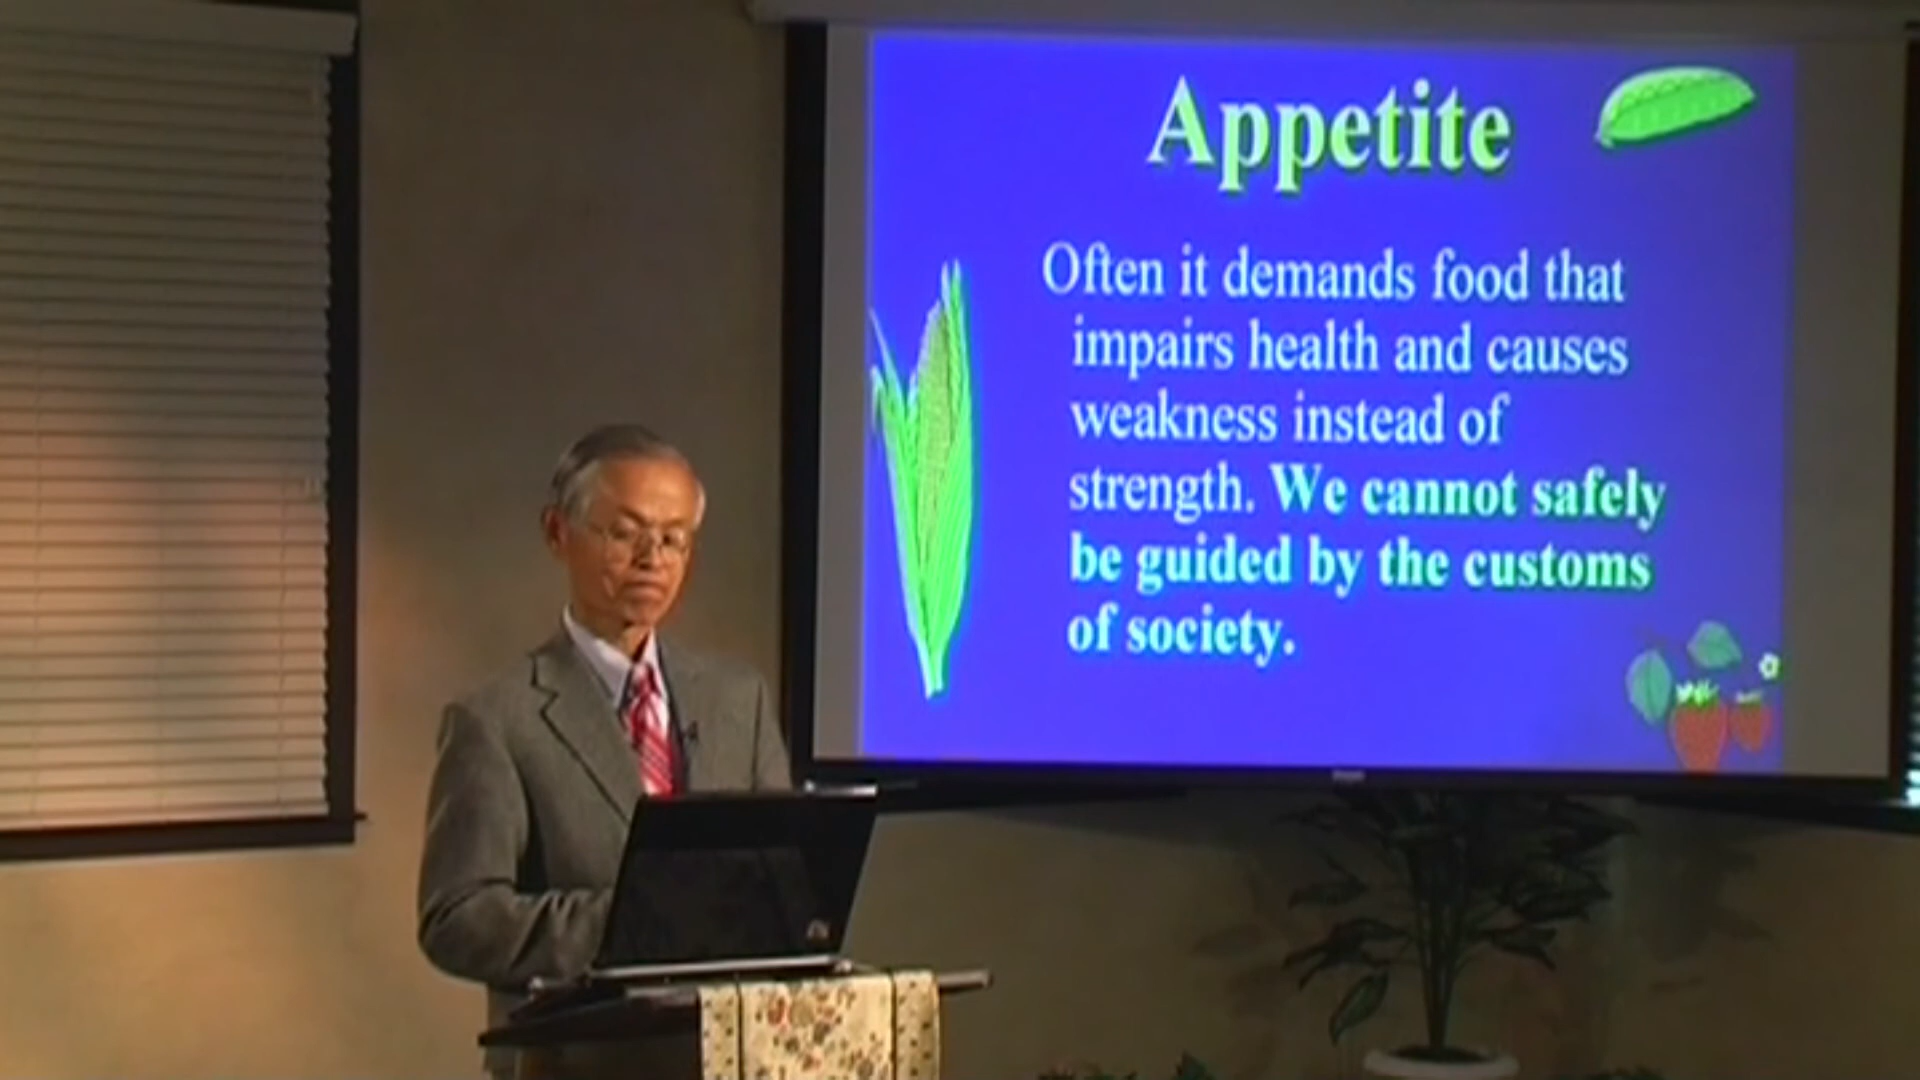 Appetite
Often it demands food that
impairs health and causes
weakness instead of
strength. We cannot safely
be guided by the customs
of society.